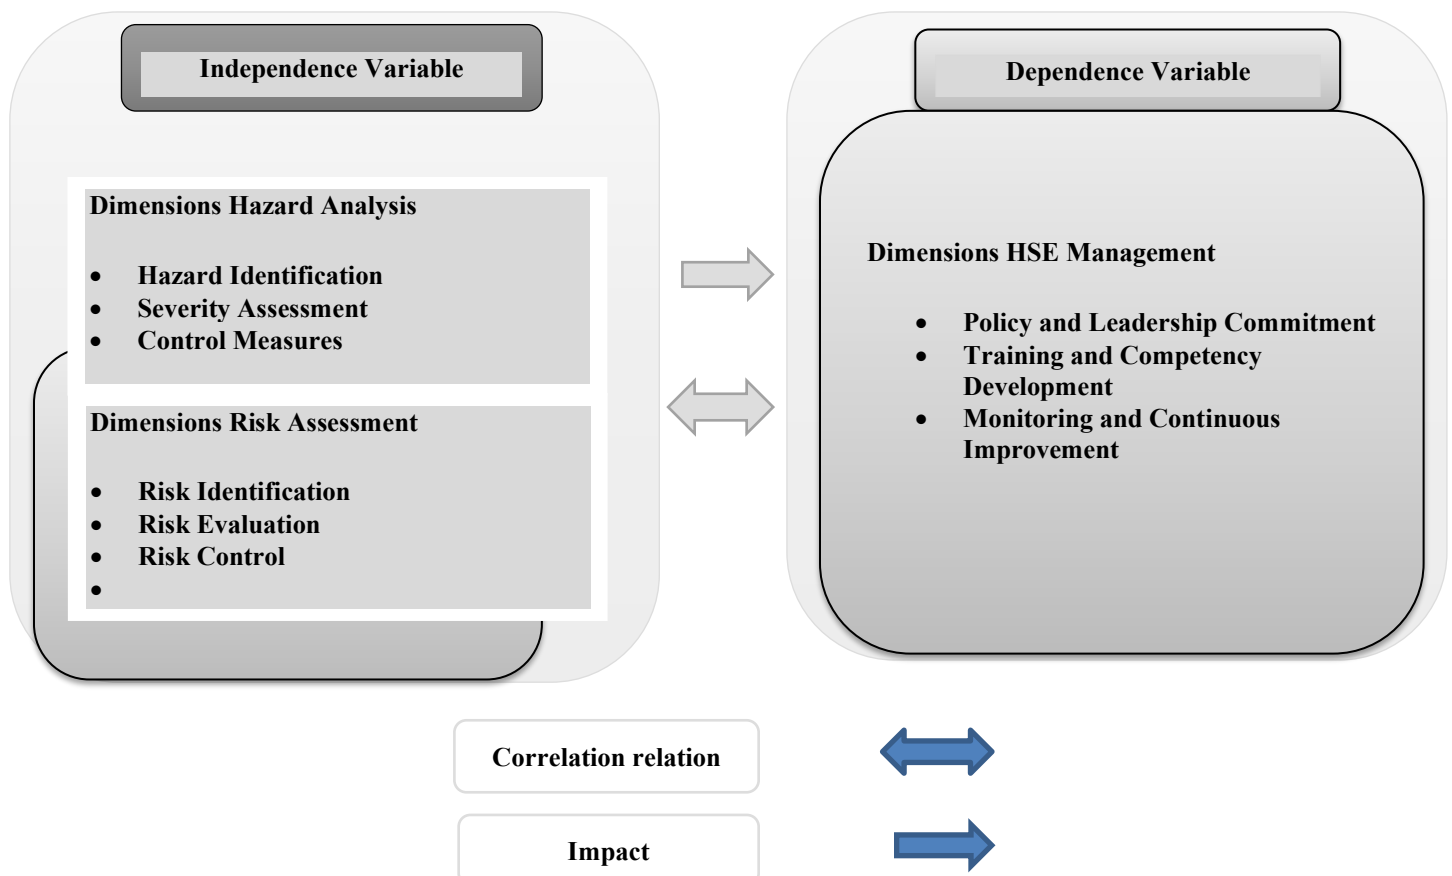 Independence Variable
Dimensions Hazard Analysis
• Hazard Identification
• Severity Assessment
• Control Measures
Dimensions Risk Assessment
• Risk Identification
• Risk Evaluation
• Risk Control
•
Dependence Variable
Dimensions HSE Management
• Policy and Leadership Commitment
• Training and Competency
Development
• Monitoring and Continuous
Improvement
Correlation relation
Impact